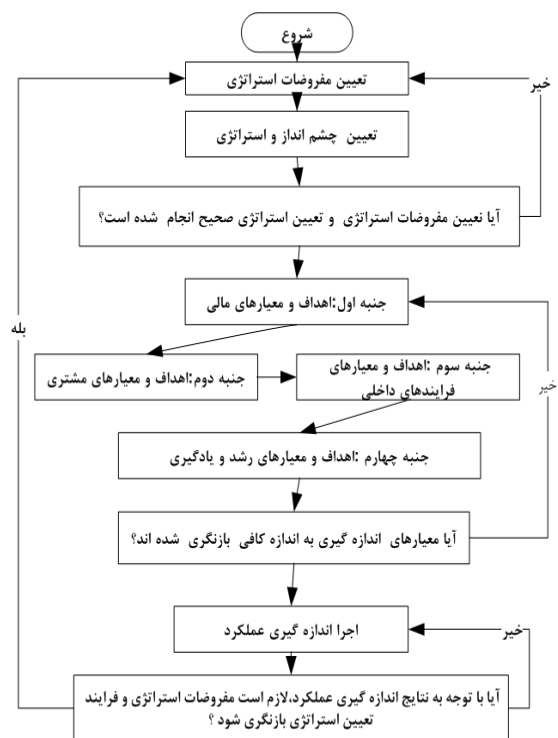 شروع
تعیین مفروضات استراتژی
خیر
تعیین چشم انداز و استراتژی
آیا نعیین مفروضات استراتژی و تعیین استراتژی صحیح انجام شده است؟
جنبه اول:اهداف و معیارهای مالی
بله
جنبه دوم:اهداف و معیارهای مشتری
جنبه سوم :اهداف و معیارهای
فرایندهای داخلی
خیر
جنبه چهارم :اهداف و معیارهای رشد و یادگیری
آیا معیارهای اندازه گیری به اندازه کافی بازنگری شده اند؟
اجرا اندازه گیری عملکرد
خیر
آیا با توجه به نتایج اندازه گیری عملکرد،لازم است مفروضات استراتژی و فرایند
تعیین استراتژی بازنگری شود ؟